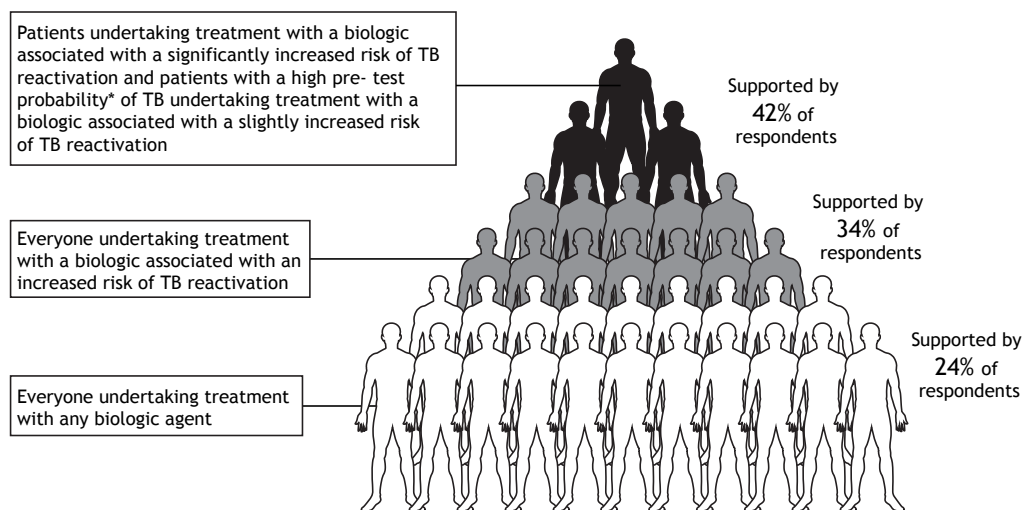 Patients undertaking treatment with a biologic
associated with a significantly increased risk of TB
reactivation and patients with a high pre- test
probability* of TB undertaking treatment with a
biologic associated with a slightly increased risk
of TB reactivation
Supported by
42% of
respondents
Everyone undertaking treatment
with a biologic associated with an
increased risk of TB reactivation
Supported by
34% of
respondents
Everyone undertaking treatment
with any biologic agent
Supported by
24% of
respondents